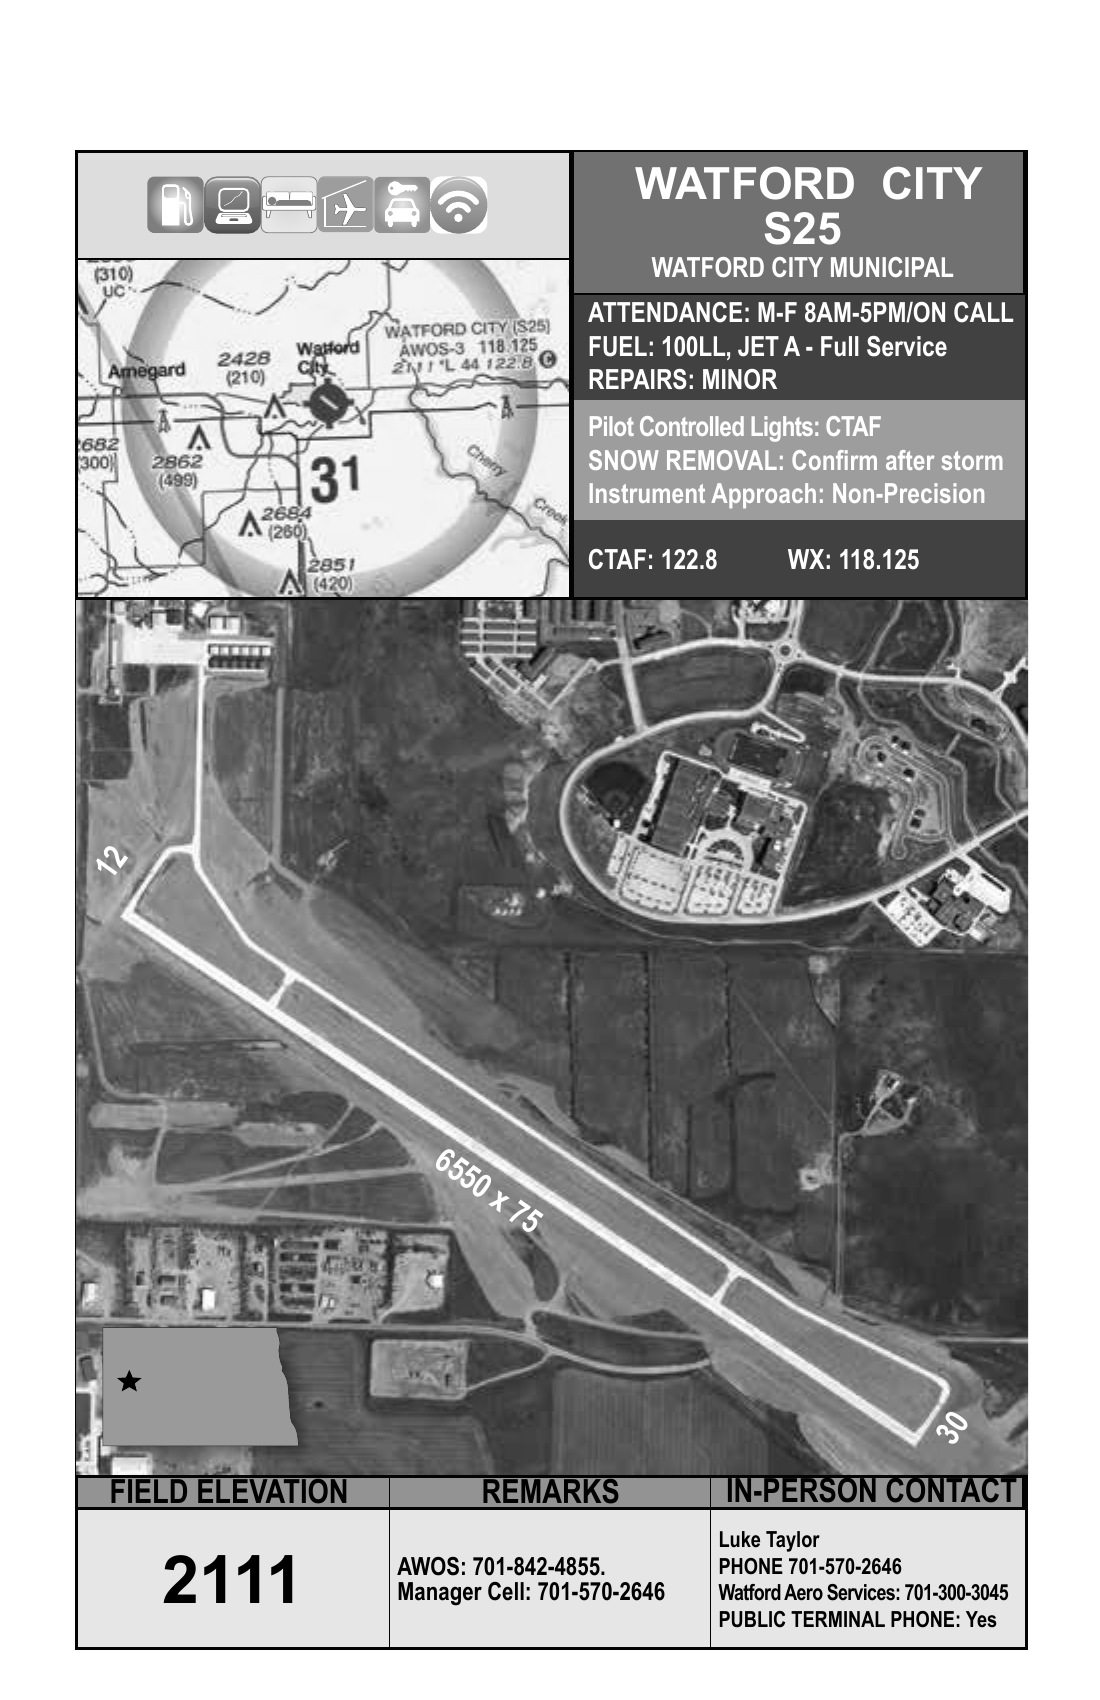 WATFORD CITY
S25
WATFORD CITY MUNICIPAL
ATTENDANCE: M-F 8AM-5PM/ON CALL
FUEL: 100LL, JET A - Full Service
REPAIRS: MINOR
Pilot Controlled Lights: CTAF
SNOW REMOVAL: Confirm after storm
Instrument Approach: Non-Precision
CTAF: 122.8 WX: 118.125
(310)
UC
WATFORD CITY (S25)
AWOS-3 118.125
2111 *L 44 122.8 C
Watford
City
2428
(210)
Arnegard
2682
(300)
2862
(499)
31
Cherry
Creek
2684
(260)
2851
(420)
12
6550 x 75
30
FIELD ELEVATION
2111
REMARKS
AWOS: 701-842-4855.
Manager Cell: 701-570-2646
IN-PERSON CONTACT
Luke Taylor
PHONE 701-570-2646
Watford Aero Services: 701-300-3045
PUBLIC TERMINAL PHONE: Yes